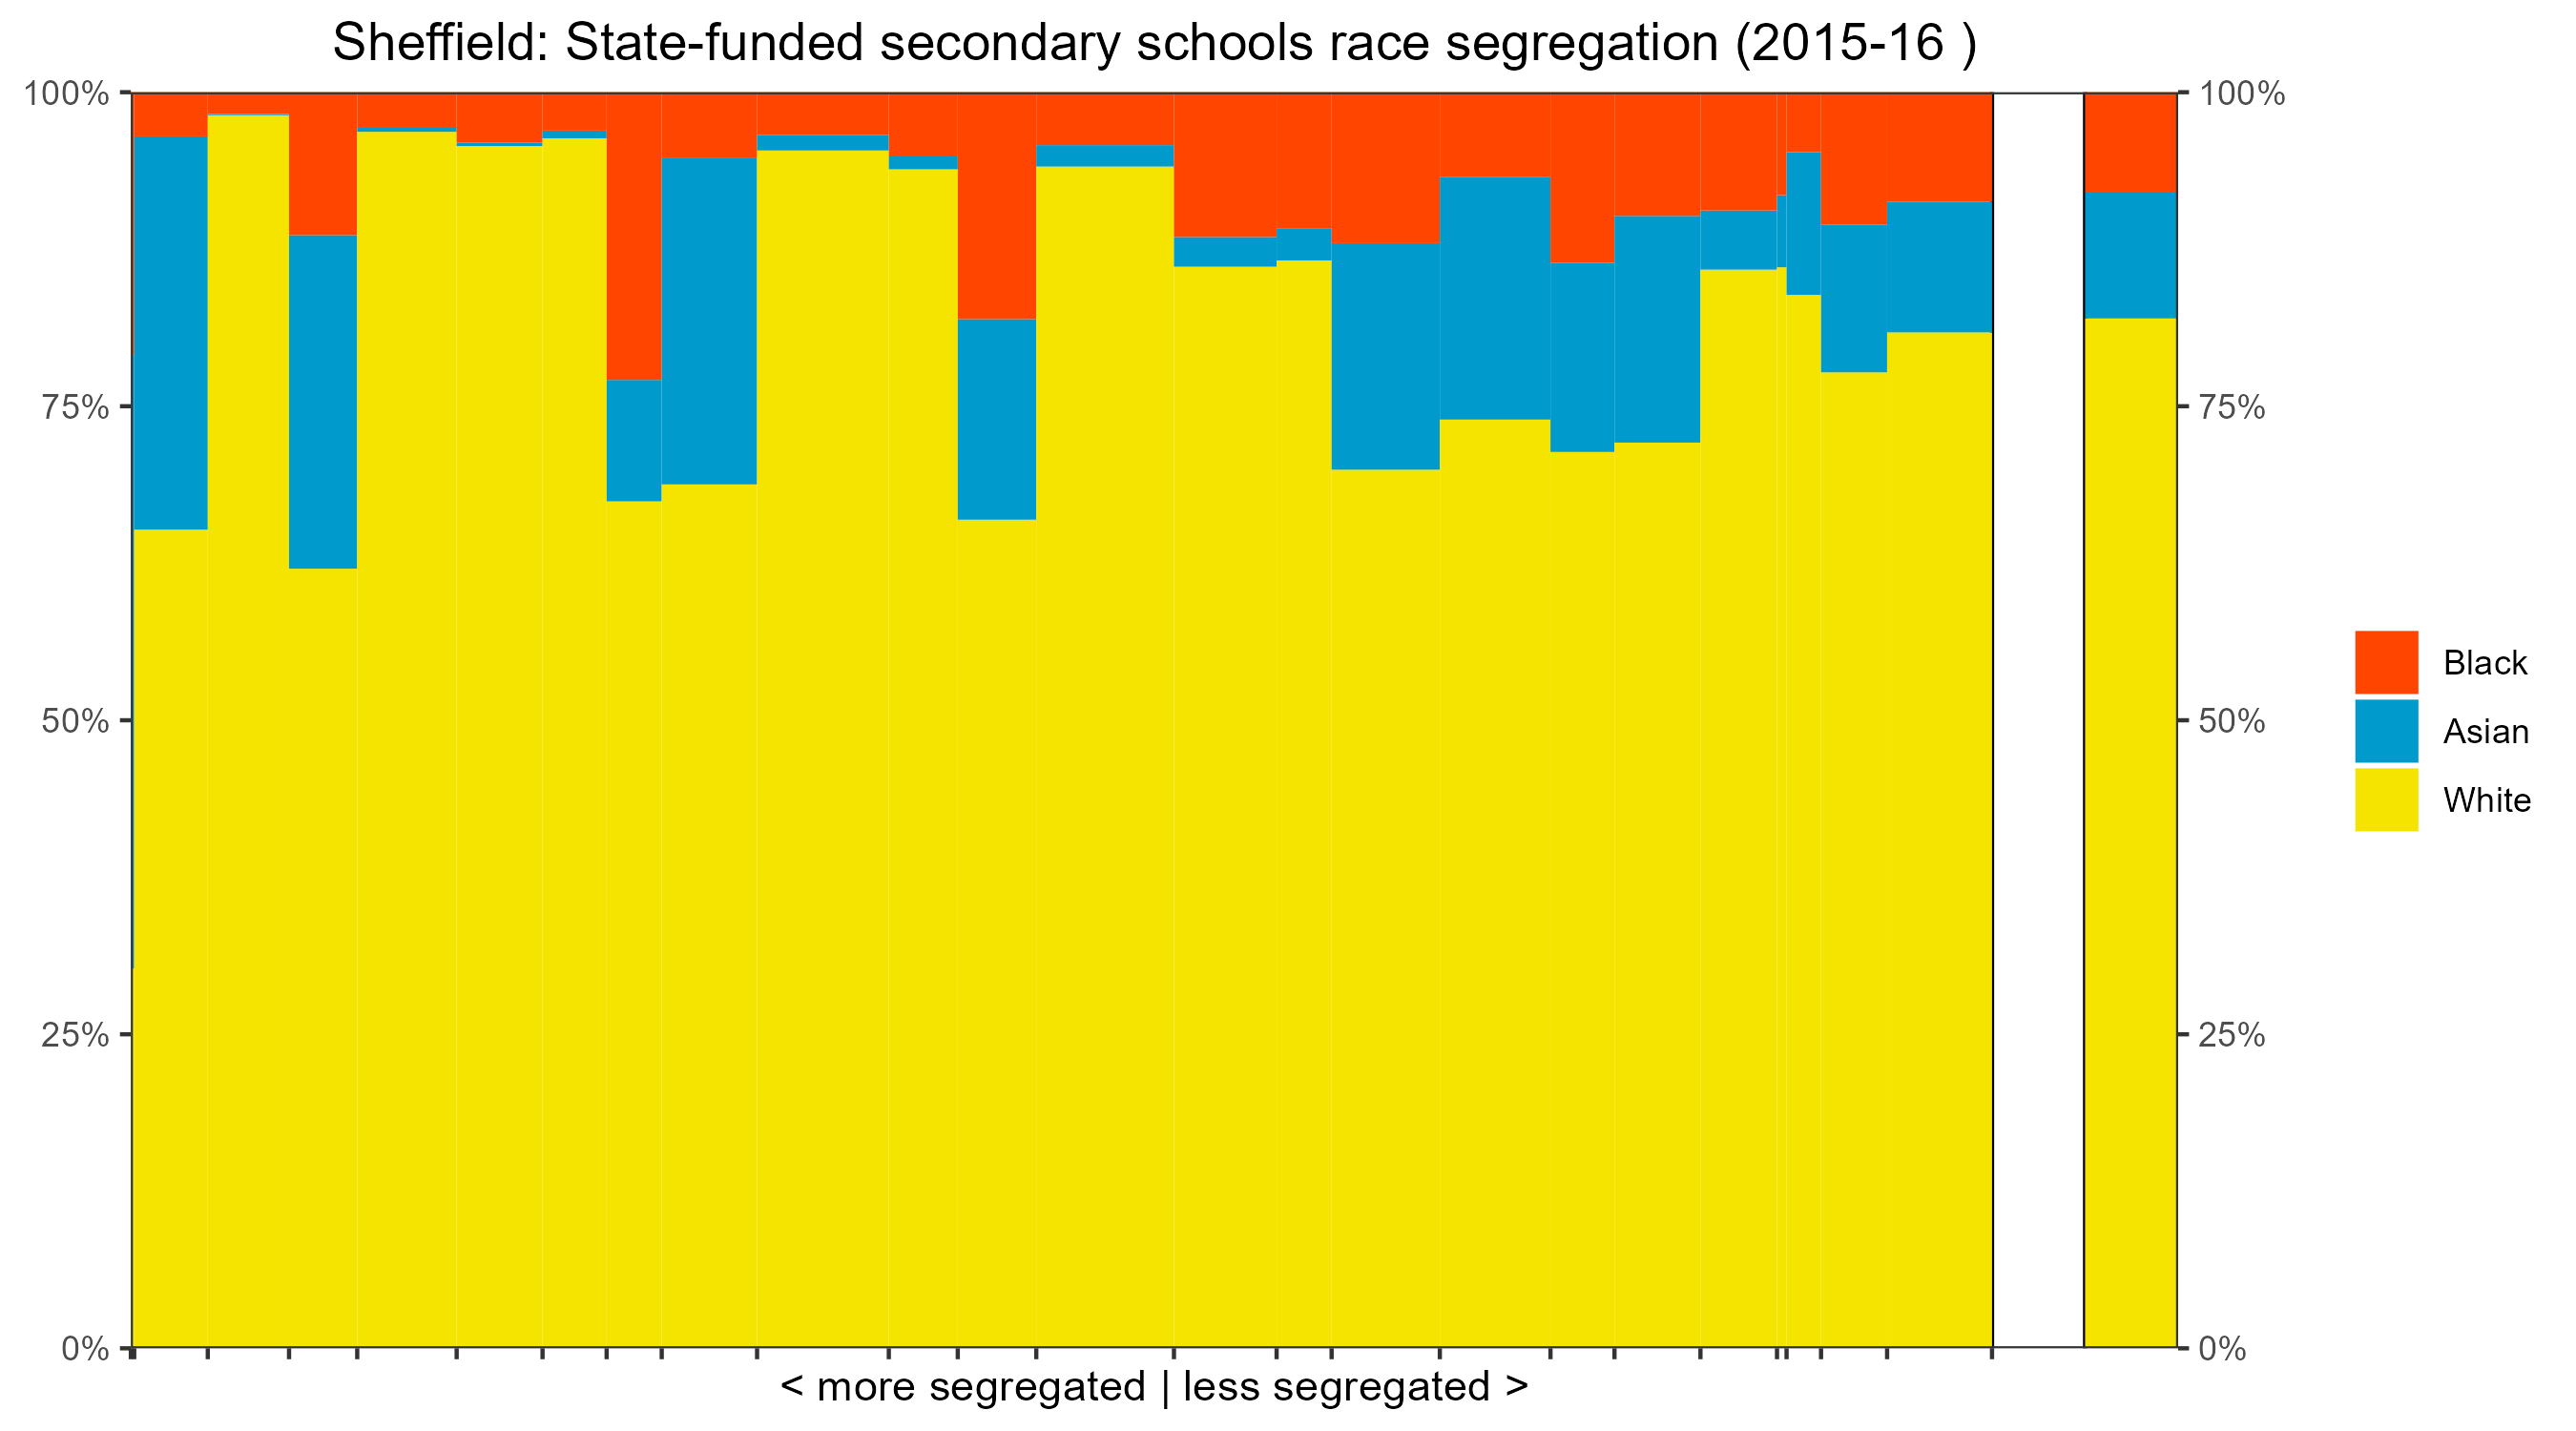 Sheffield: State-funded secondary schools race segregation (2015-16 )
100%
75%
50%
25%
0%
100%
75%
50%
25%
0%
Black
Asian
White
< more segregated | less segregated >